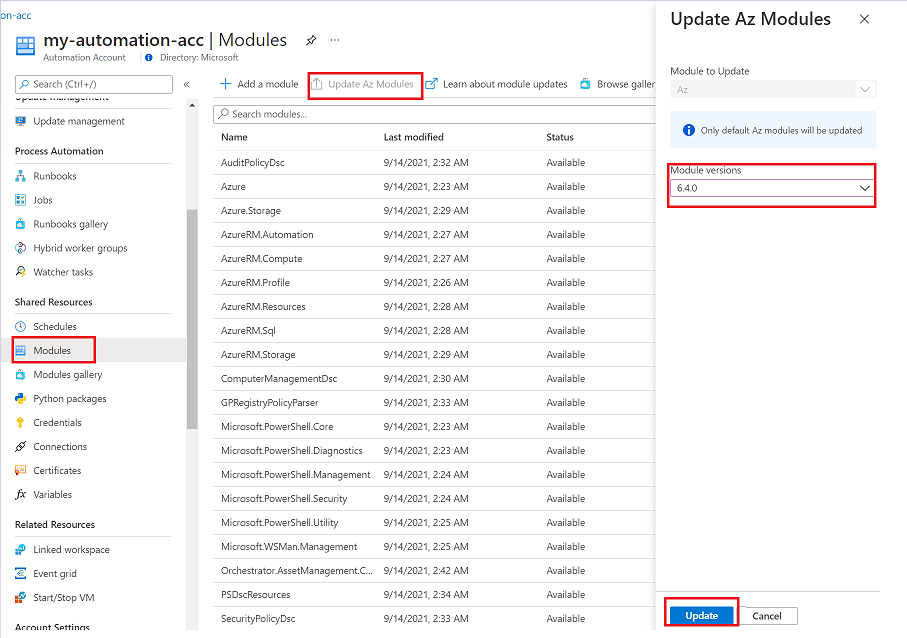 on-acc
my-automation-acc | Modules
Automation Account
Directory: Microsoft
Search (Ctrl+/)
«
Update management
Update management
Process Automation
Runbooks
Jobs
Runbooks gallery
Hybrid worker groups
Watcher tasks
Shared Resources
Schedules
Modules
Modules gallery
Python packages
Credentials
Connections
Certificates
Variables
Related Resources
Linked workspace
Event grid
Start/Stop VM
Account Settings
Add a module
Update Az Modules
Learn about module updates
Browse galler
Search modules...
Name Last modified Status
AuditPolicyDsc 9/14/2021, 2:32 AM Available
Azure 9/14/2021, 2:33 AM Available
Azure.Storage 9/14/2021, 2:29 AM Available
AzureRM.Automation 9/14/2021, 2:27 AM Available
AzureRM.Compute 9/14/2021, 2:27 AM Available
AzureRM.Profile 9/14/2021, 2:26 AM Available
AzureRM.Resources 9/14/2021, 2:28 AM Available
AzureRM.Sql 9/14/2021, 2:28 AM Available
AzureRM.Storage 9/14/2021, 2:29 AM Available
ComputerManagementDsc 9/14/2021, 2:30 AM Available
GPRegistryPolicyParser 9/14/2021, 2:33 AM Available
Microsoft.PowerShell.Core 9/14/2021, 2:23 AM Available
Microsoft.PowerShell.Diagnostics 9/14/2021, 2:23 AM Available
Microsoft.PowerShell.Management 9/14/2021, 2:24 AM Available
Microsoft.PowerShell.Security 9/14/2021, 2:24 AM Available
Microsoft.PowerShell.Utility 9/14/2021, 2:25 AM Available
Microsoft.WSMan.Management 9/14/2021, 2:25 AM Available
Orchestrator.AssetManagement.C... 9/14/2021, 2:42 AM Available
PSDscResources 9/14/2021, 2:34 AM Available
SecurityPolicyDsc 9/14/2021, 2:33 AM Available
Update Az Modules
Module to Update
Az
Only default Az modules will be updated
Module versions
6.4.0
Update
Cancel